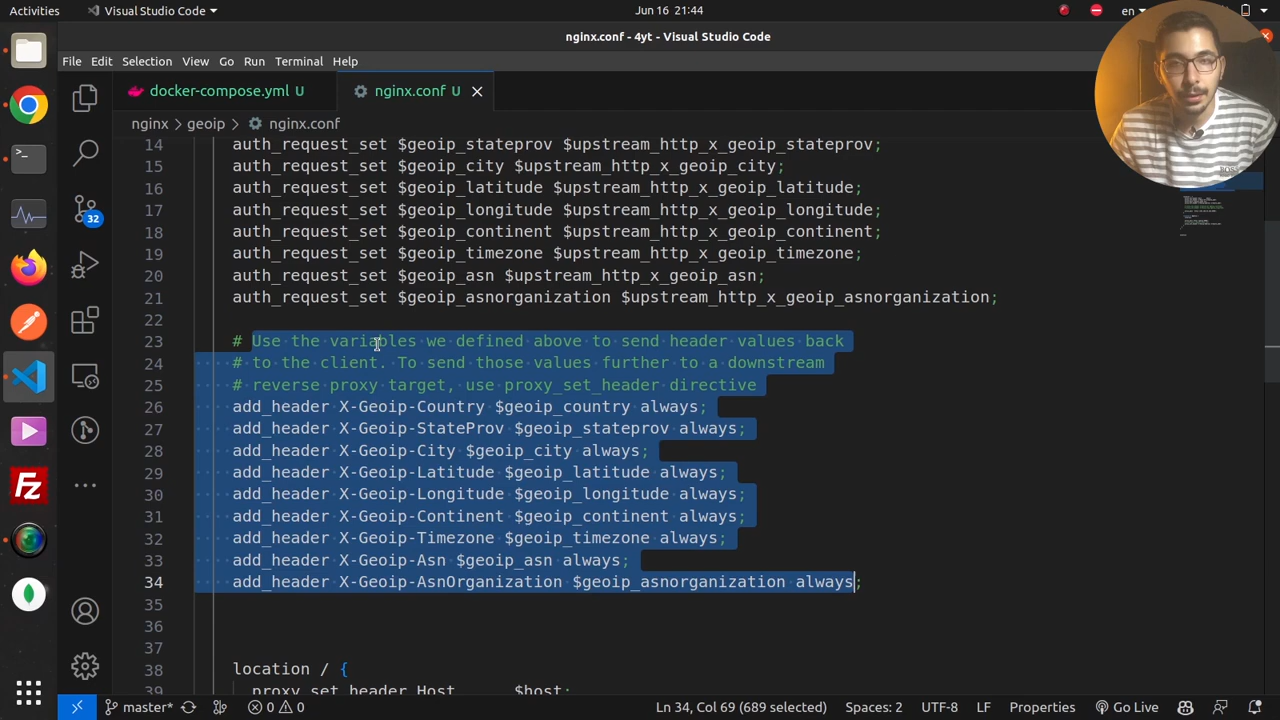 Activities
Visual Studio Code
Jun 16 21:44
en
nginx.conf - 4yt - Visual Studio Code
File Edit Selection View Go Run Terminal Help
docker-compose.yml U
nginx.conf U
nginx > geoip > nginx.conf
14 auth_request_set $geoip_stateprov $upstream_http_x_geoip_stateprov;
15 auth_request_set $geoip_city $upstream_http_x_geoip_city;
16 auth_request_set $geoip_latitude $upstream_http_x_geoip_latitude;
17 auth_request_set $geoip_longitude $upstream_http_x_geoip_longitude;
18 auth_request_set $geoip_continent $upstream_http_x_geoip_continent;
19 auth_request_set $geoip_timezone $upstream_http_x_geoip_timezone;
20 auth_request_set $geoip_asn $upstream_http_x_geoip_asn;
21 auth_request_set $geoip_asnorganization $upstream_http_x_geoip_asnorganization;
22
23 # Use the variables we defined above to send header values back
24 # to the client. To send those values further to a downstream
25 # reverse proxy target, use proxy_set_header directive
26 add_header X-Geoip-Country $geoip_country always;
27 add_header X-Geoip-StateProv $geoip_stateprov always;
28 add_header X-Geoip-City $geoip_city always;
29 add_header X-Geoip-Latitude $geoip_latitude always;
30 add_header X-Geoip-Longitude $geoip_longitude always;
31 add_header X-Geoip-Continent $geoip_continent always;
32 add_header X-Geoip-Timezone $geoip_timezone always;
33 add_header X-Geoip-Asn $geoip_asn always;
34 add_header X-Geoip-AsnOrganization $geoip_asnorganization always;
35
36
37
38 location / {
39 proxy_set_header Host $host;
32
FZ
master*
0 0
Ln 34, Col 69 (689 selected)
Spaces: 2
UTF-8
LF
Properties
Go Live